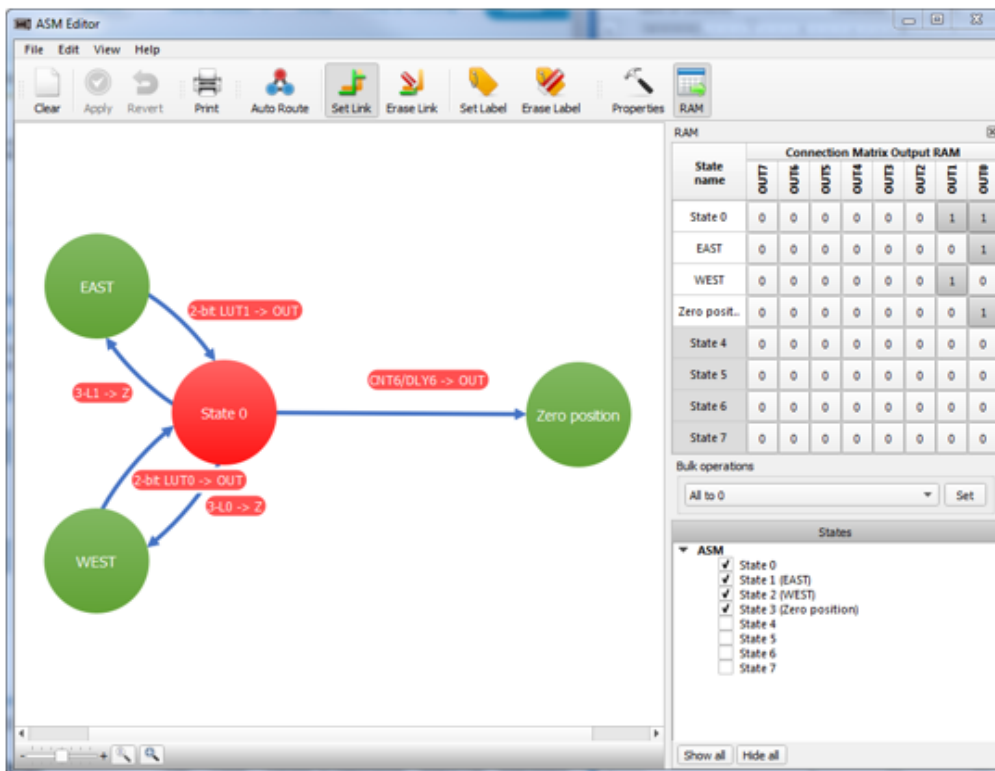 ASM Editor
File Edit View Help
Clear Apply Revert Print Auto Route Set Link Erase Link Set Label Erase Label Properties RAM
RAM
State name
Connection Matrix Output RAM
OUT7 OUT6 OUT5 OUT4 OUT3 OUT2 OUT1 OUT0
State 0 0 0 0 0 0 0 1 1
EAST 0 0 0 0 0 0 0 1
WEST 0 0 0 0 0 0 1 0
Zero posit.. 0 0 0 0 0 0 0 1
State 4 0 0 0 0 0 0 0 0
State 5 0 0 0 0 0 0 0 0
State 6 0 0 0 0 0 0 0 0
State 7 0 0 0 0 0 0 0 0
Bulk operations
All to 0 Set
States
ASM
State 0
State 1 (EAST)
State 2 (WEST)
State 3 (Zero position)
State 4
State 5
State 6
State 7
Show all Hide all
EAST
2-bit LUT1 -> OUT
3-L1 -> Z
CNT6/DLY6 -> OUT
State 0
Zero position
2-bit LUT0 -> OUT
3-L0 -> Z
WEST
- +